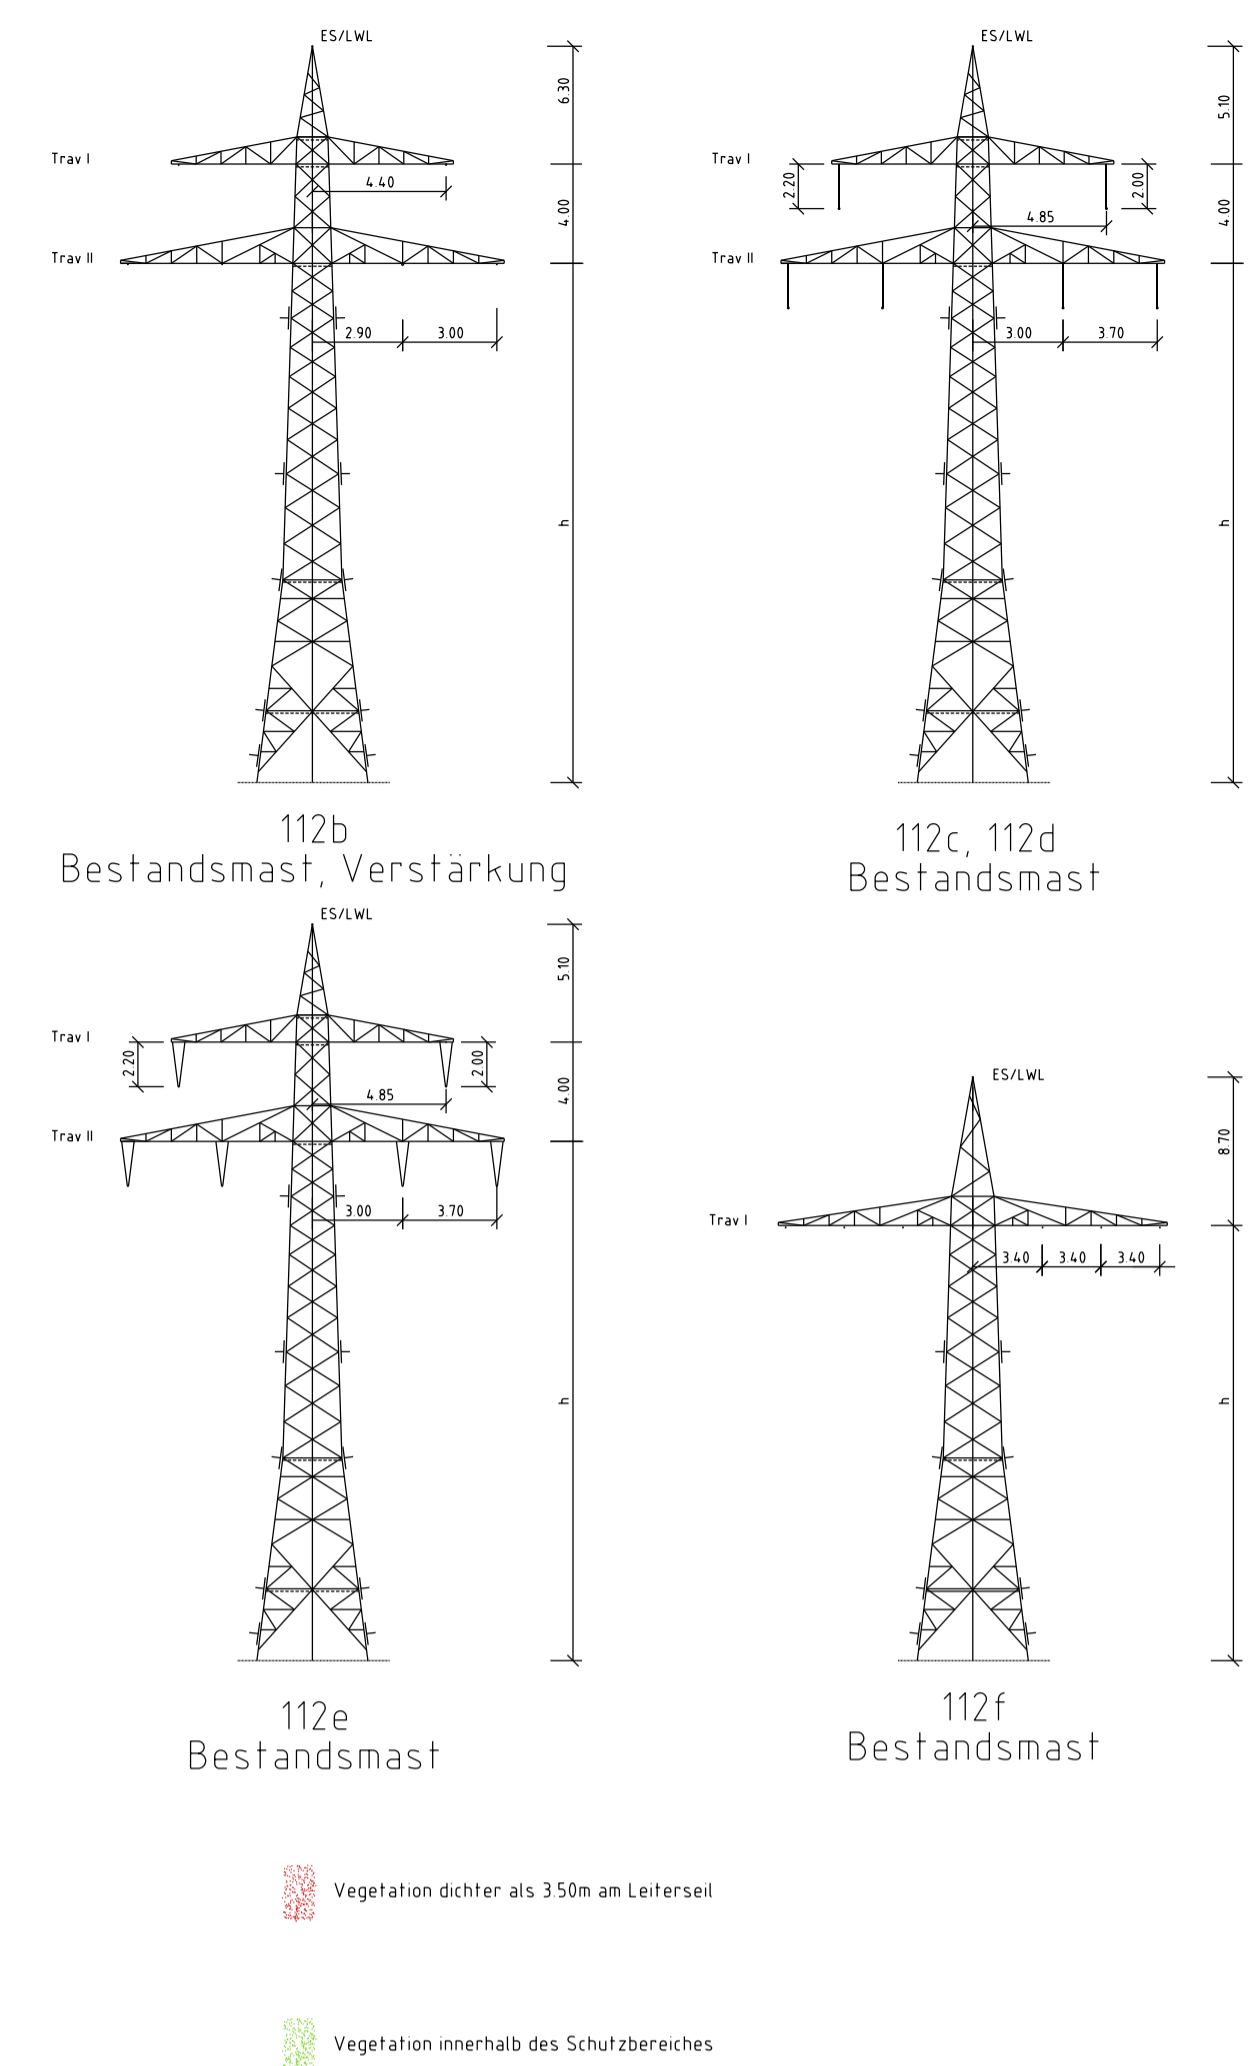 ES/LWL
6.30
Trav I
4.40
4.00
Trav II
2.90
3.00
h
112b
Bestandsmast, Verstärkung
ES/LWL
5.10
Trav I
2.20
2.00
4.85
4.00
Trav II
3.00
3.70
h
112c, 112d
Bestandsmast
ES/LWL
5.10
Trav I
2.20
2.00
4.85
4.00
Trav II
3.00
3.70
h
112e
Bestandsmast
ES/LWL
8.70
Trav I
3.40
3.40
3.40
h
112f
Bestandsmast
Vegetation dichter als 3.50m am Leiterseil
Vegetation innerhalb des Schutzbereiches